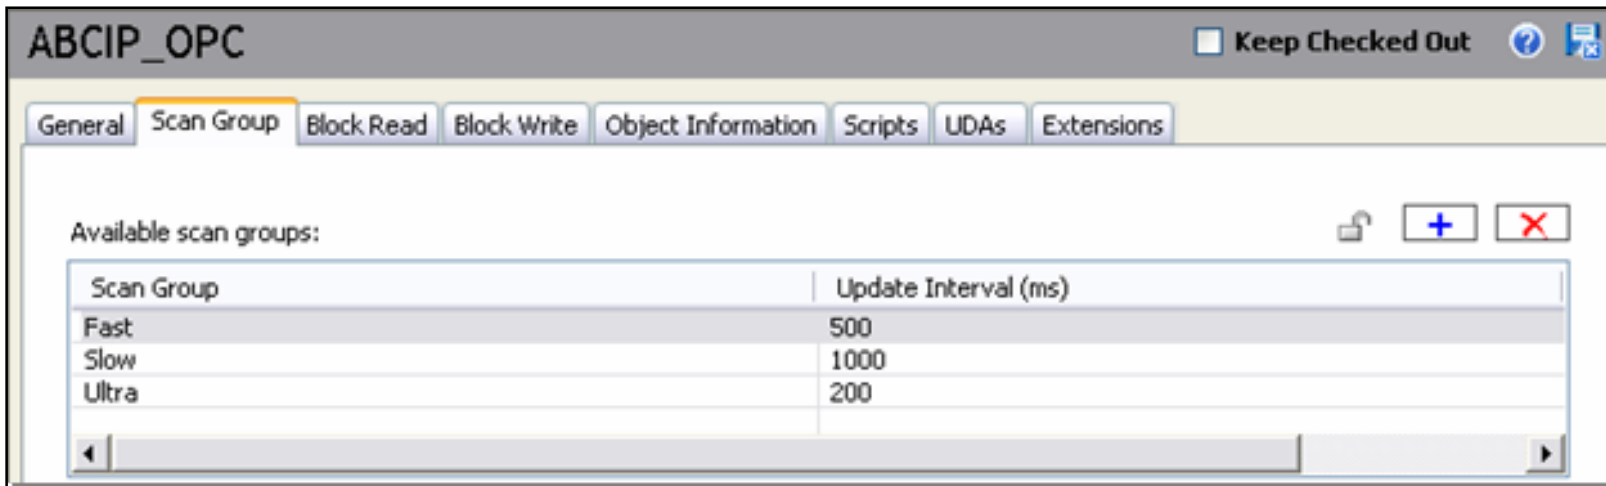 ABCIP_OPC Keep Checked Out ?
General Scan Group Block Read Block Write Object Information Scripts UDAs Extensions
Available scan groups:
Scan Group Update Interval (ms)
Fast 500
Slow 1000
Ultra 200